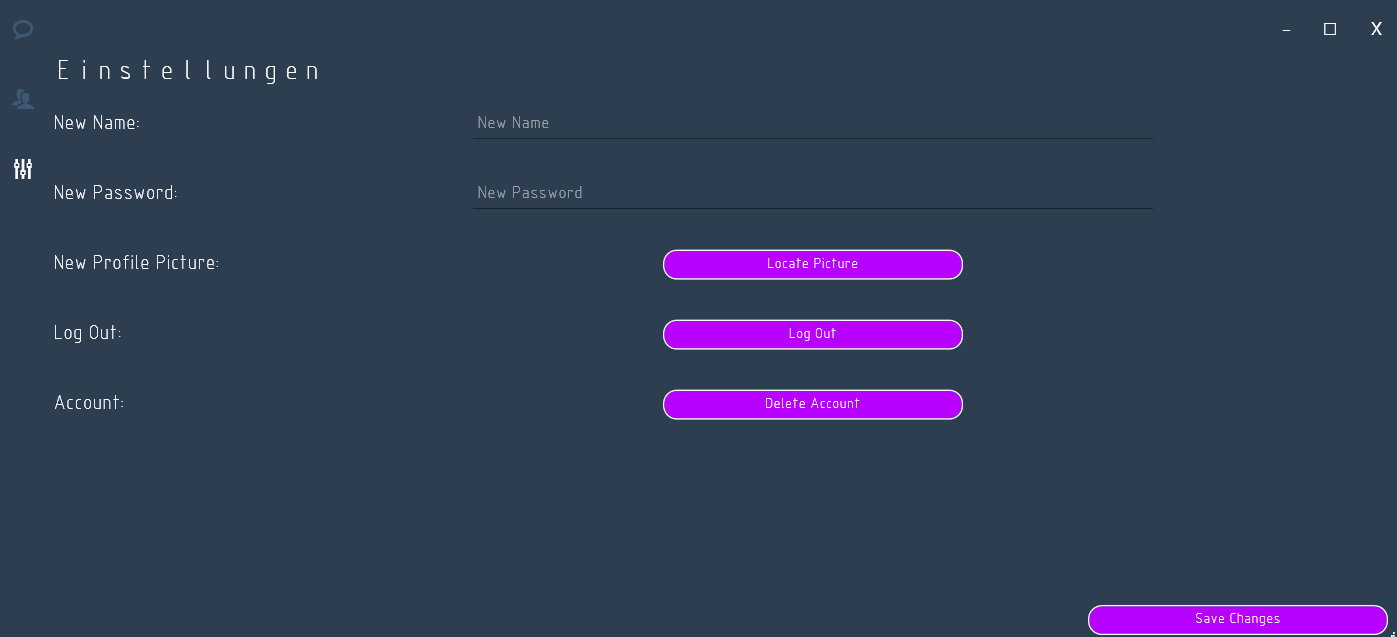 Einstellungen
New Name:
New Name
New Password:
New Password
New Profile Picture:
Locate Picture
Log Out:
Log Out
Account:
Delete Account
Save Changes